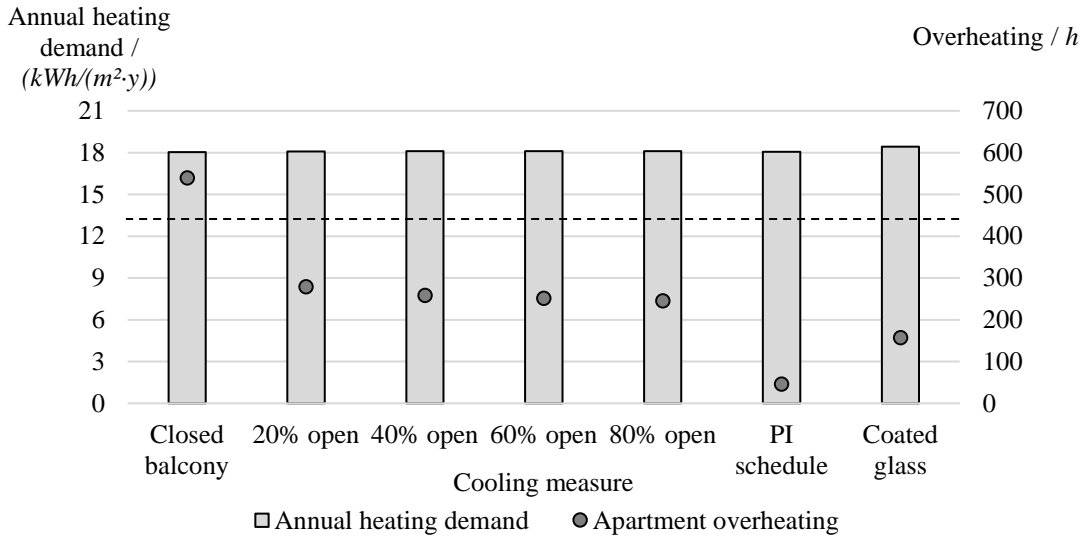 Annual heating
demand /
(kWh/(m²·y))
Overheating / h
21
18
15
12
9
6
3
0
700
600
500
400
300
200
100
0
Closed
balcony
20% open
40% open
60% open
80% open
PI
schedule
Coated
glass
Cooling measure
Annual heating demand
Apartment overheating